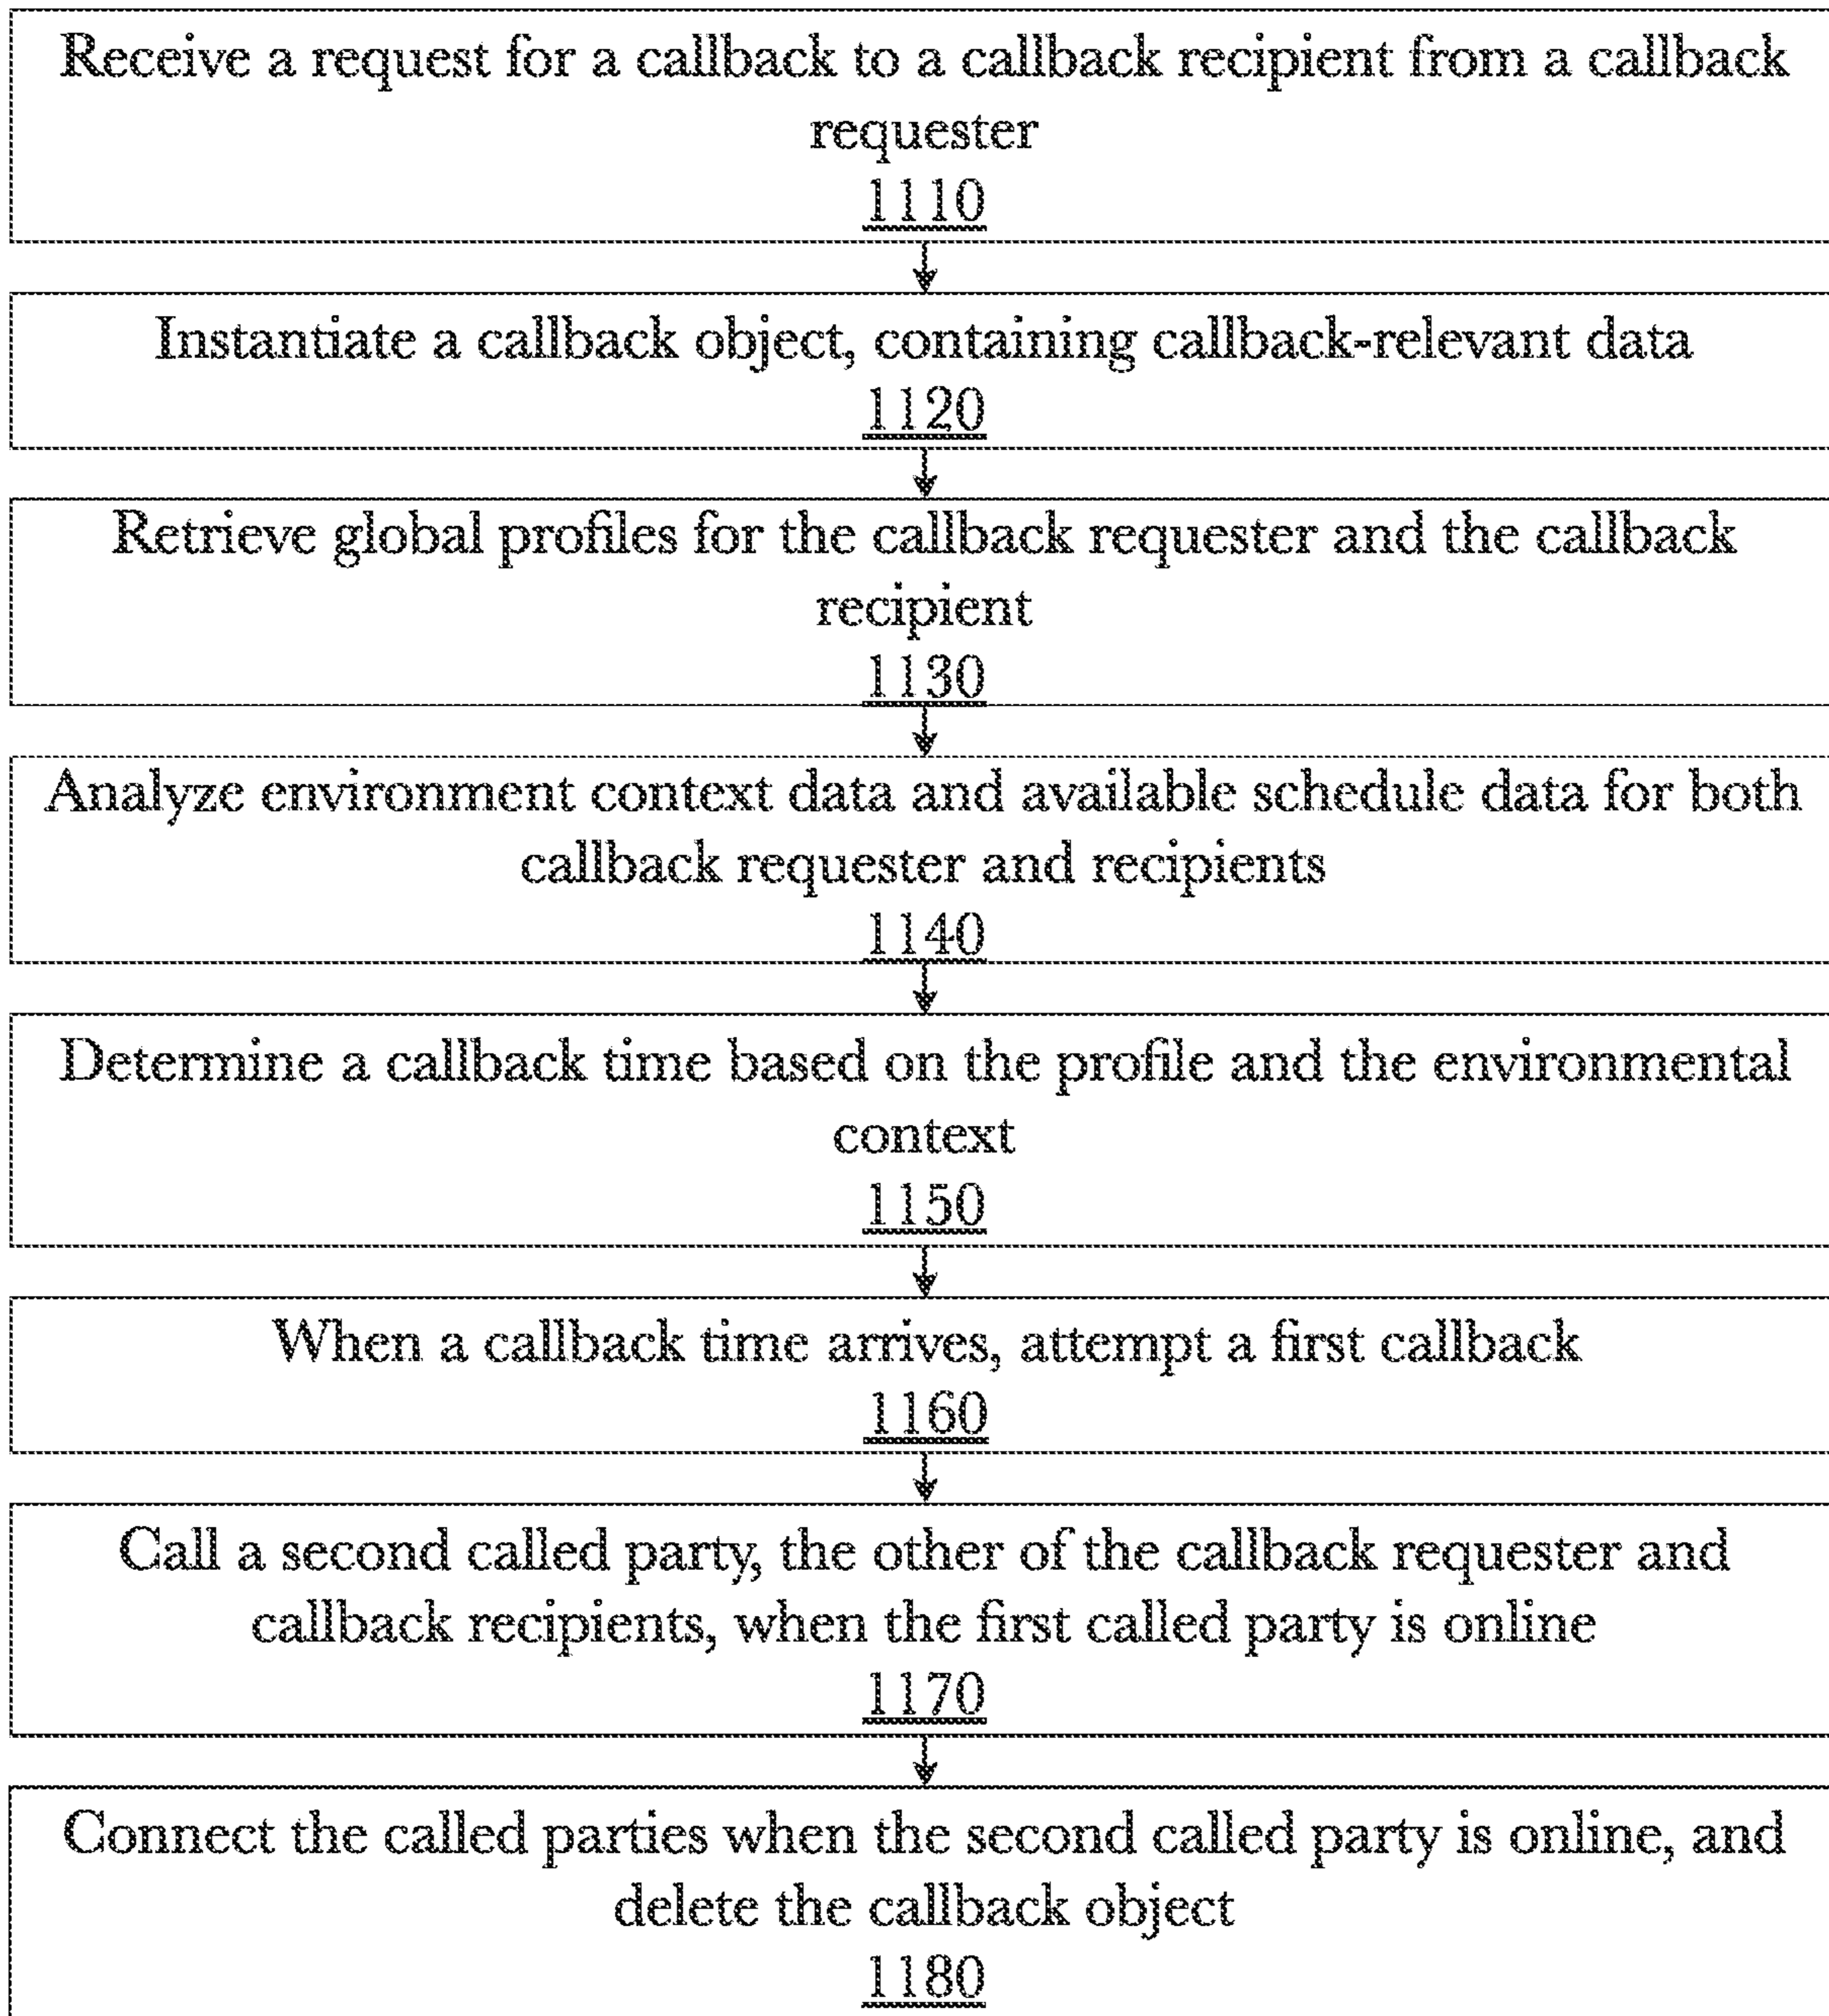 Receive a request for a callback to a callback recipient from a callback
requester
1110
Instantiate a callback object, containing callback-relevant data
1120
Retrieve global profiles for the callback requester and the callback
recipient
1130
Analyze environment context data and available schedule data for both
callback requester and recipients
1140
Determine a callback time based on the profile and the environmental
context
1150
When a callback time arrives, attempt a first callback
1160
Call a second called party, the other of the callback requester and
callback recipients, when the first called party is online
1170
Connect the called parties when the second called party is online, and
delete the callback object
1180